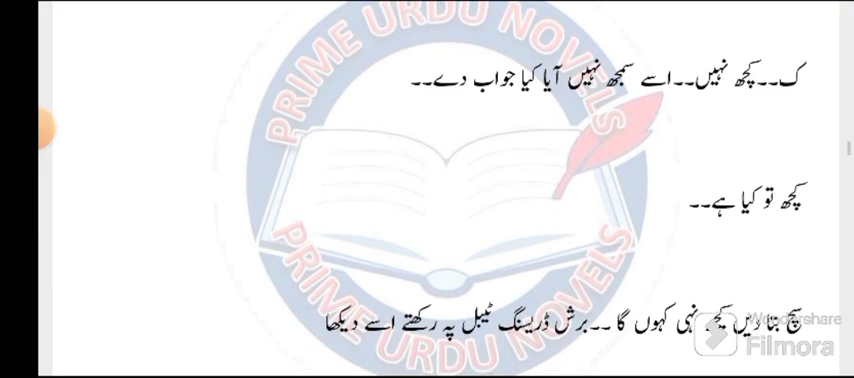 PRIME URDU NOVELS
ک۔۔کچھ نہیں۔۔اسے سمجھ نہیں آیا کیا جواب دے۔۔
کچھ تو کیا ہے۔۔
سچ بتا دیں کچھ نہی کہوں گا ۔۔برش ڈریسنگ ٹیبل پہ رکھتے اسے دیکھا
Wondershare
Filmora
PRIME URDU NOVELS